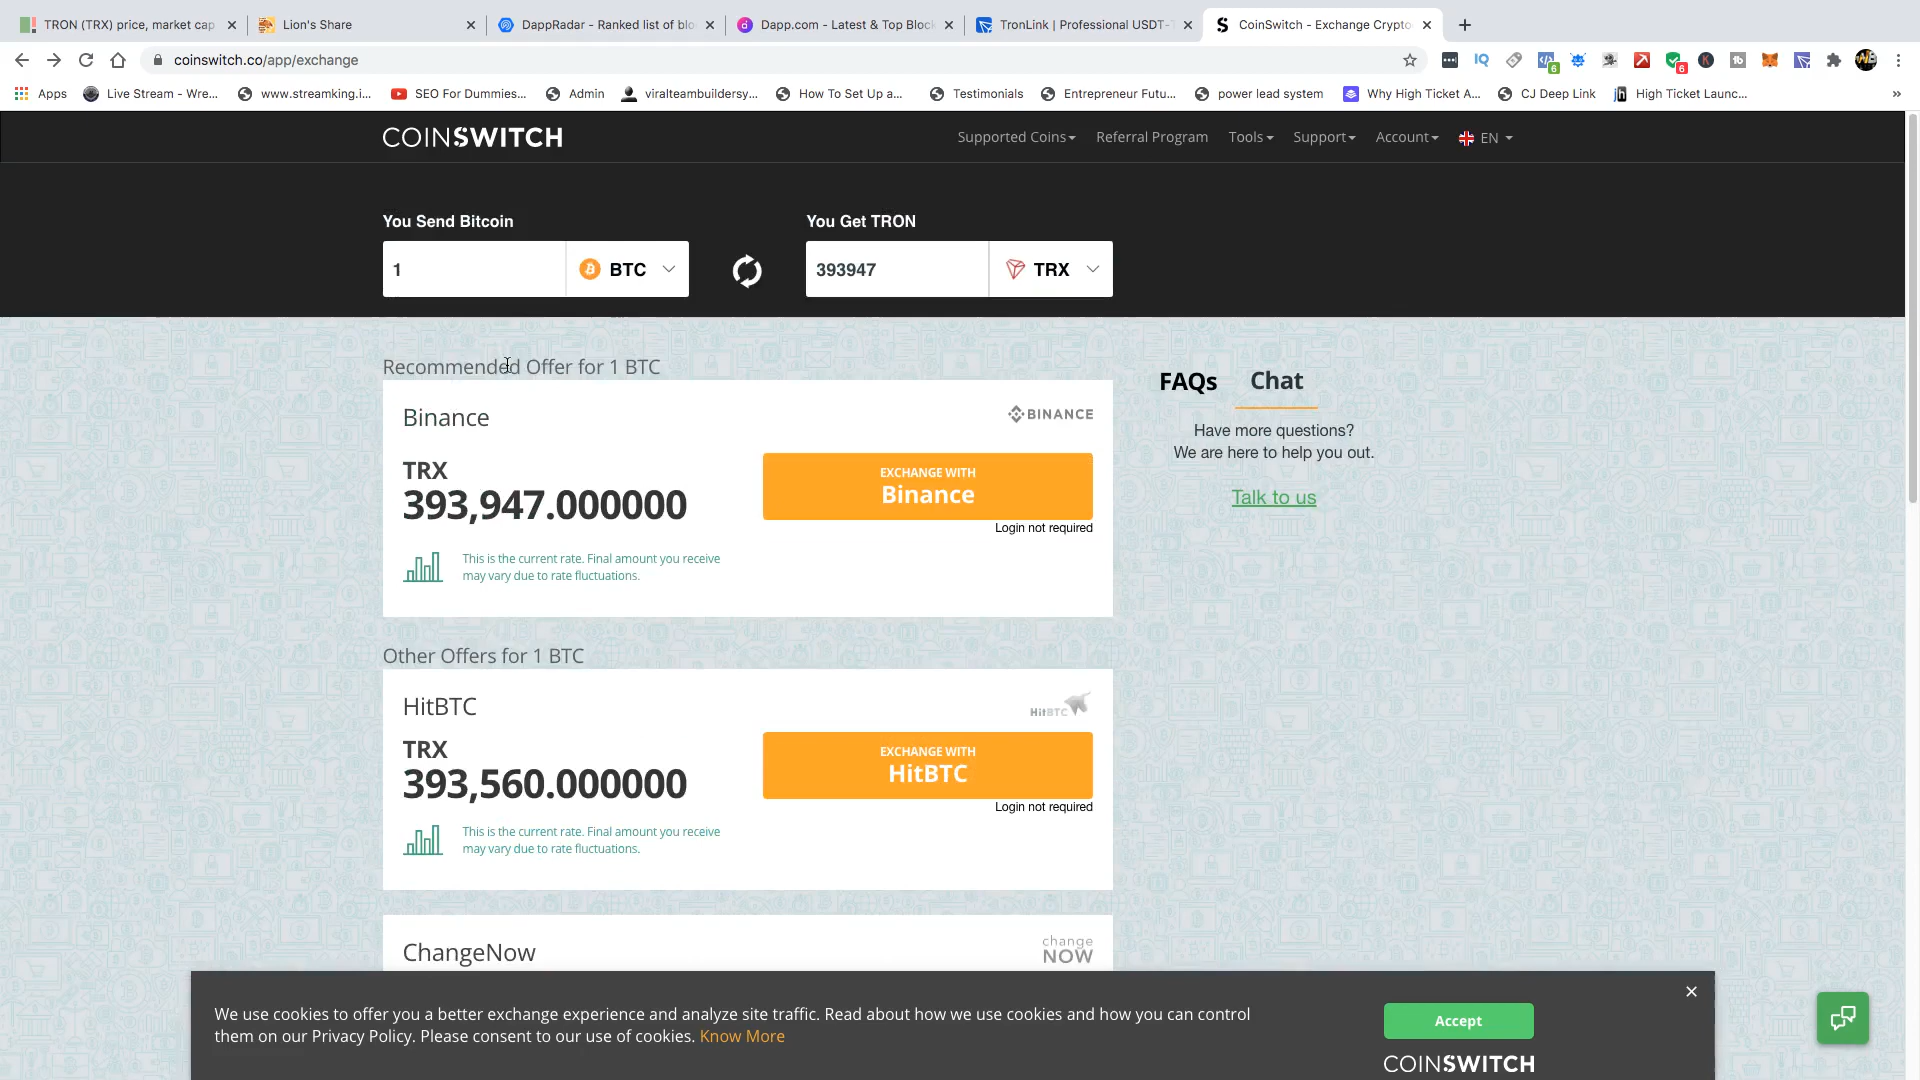 TRON (TRX) price, market cap
Lion's Share
DappRadar - Ranked list of blo
Dapp.com - Latest & Top Block
TronLink | Professional USDT-T
CoinSwitch - Exchange Crypto
coinswitch.co/app/exchange
IQ
6
6
K
tb
Apps
Live Stream - Wre...
www.streamking.i...
SEO For Dummies...
Admin
viralteambuildersy...
How To Set Up a...
Testimonials
Entrepreneur Futu...
power lead system
Why High Ticket A...
CJ Deep Link
High Ticket Launc...
»
COINSWITCH
Supported Coins
Referral Program
Tools
Support
Account
EN
You Send Bitcoin
You Get TRON
1
BTC
393947
TRX
Recommended Offer for 1 BTC
Binance
BINANCE
TRX
393,947.000000
EXCHANGE WITH
Binance
Login not required
This is the current rate. Final amount you receive
may vary due to rate fluctuations.
FAQs
Chat
Have more questions?
We are here to help you out.
Talk to us
Other Offers for 1 BTC
HitBTC
HitBTC
TRX
393,560.000000
EXCHANGE WITH
HitBTC
Login not required
This is the current rate. Final amount you receive
may vary due to rate fluctuations.
ChangeNow
change
NOW
We use cookies to offer you a better exchange experience and analyze site traffic. Read about how we use cookies and how you can control
them on our Privacy Policy. Please consent to our use of cookies. Know More
Accept
COINSWITCH